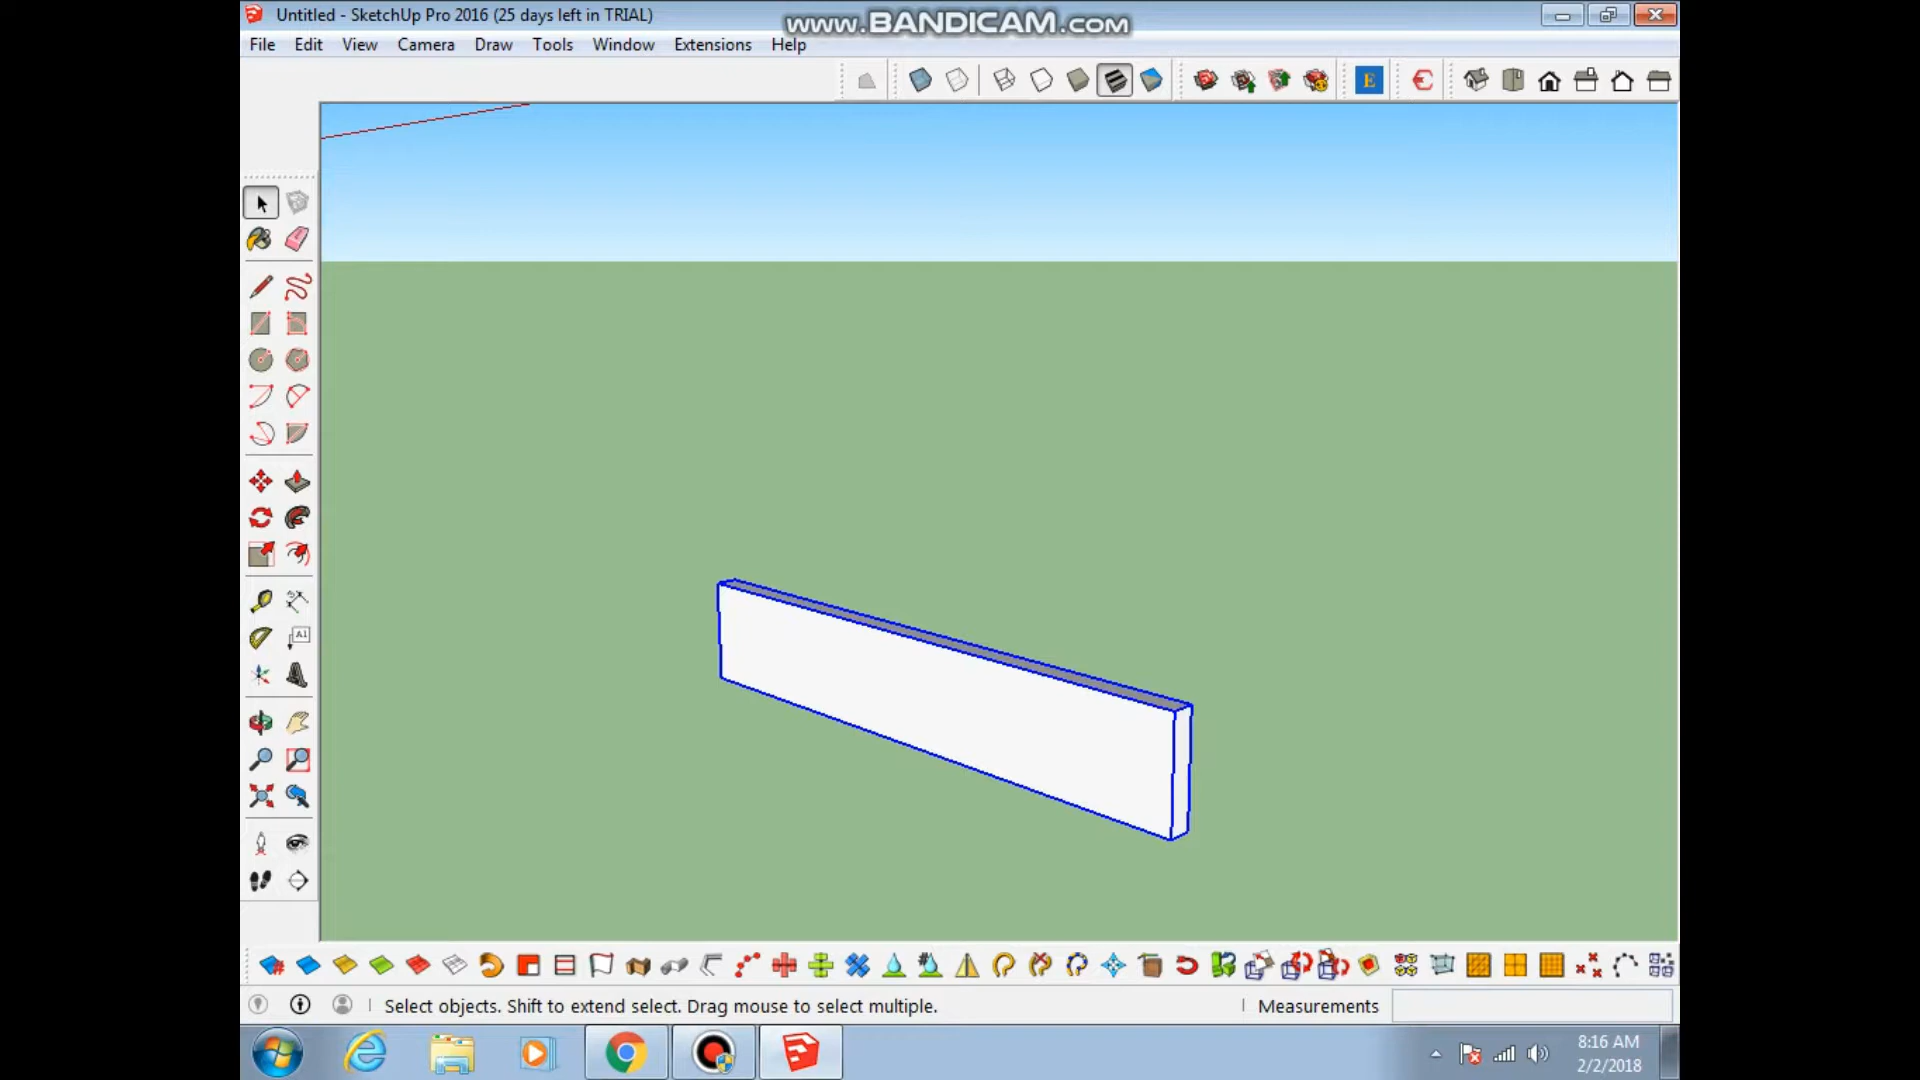 Untitled - SketchUp Pro 2016 (25 days left in TRIAL)
www.BANDICAM.com
File Edit View Camera Draw Tools Window Extensions Help
E
A1
Select objects. Shift to extend select. Drag mouse to select multiple.
Measurements
8:16 AM
2/2/2018